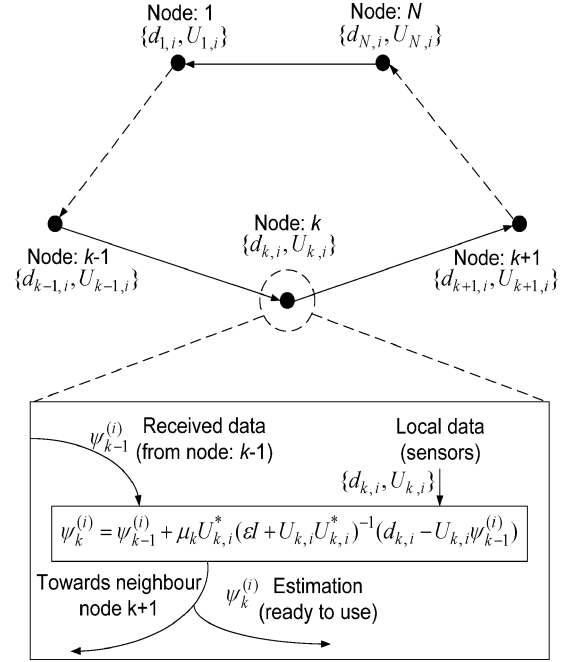 Node: 1
{d_{1,i}, U_{1,i}}
Node: N
{d_{N,i}, U_{N,i}}
Node: k-1
{d_{k−1,i}, U_{k−1,i}}
Node: k
{d_{k,i}, U_{k,i}}
Node: k+1
{d_{k+1,i}, U_{k+1,i}}
ψ_{k−1}^{(i)}
Received data
(from node: k-1)
Local data
(sensors)
{d_{k,i}, U_{k,i}}
ψ_k^{(i)} = ψ_{k−1}^{(i)} + μ_k U_{k,i}^* (εI + U_{k,i} U_{k,i}^*)^{−1} (d_{k,i} − U_{k,i} ψ_{k−1}^{(i)})
Towards neighbour
node k+1
ψ_k^{(i)}
Estimation
(ready to use)